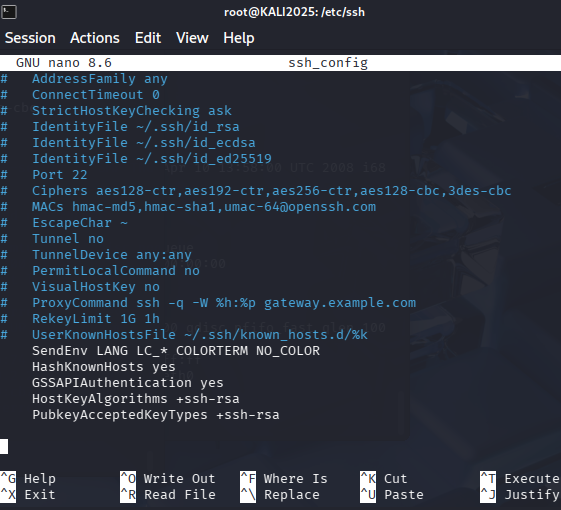 root@KALI2025: /etc/ssh
Session Actions Edit View Help
GNU nano 8.6 ssh_config
# AddressFamily any
# ConnectTimeout 0
# StrictHostKeyChecking ask
# IdentityFile ~/.ssh/id_rsa
# IdentityFile ~/.ssh/id_ecdsa
# IdentityFile ~/.ssh/id_ed25519
# Port 22
# Ciphers aes128-ctr,aes192-ctr,aes256-ctr,aes128-cbc,3des-cbc
# MACs hmac-md5,hmac-sha1,umac-64@openssh.com
# EscapeChar ~
# Tunnel no
# TunnelDevice any:any
# PermitLocalCommand no
# VisualHostKey no
# ProxyCommand ssh -q -W %h:%p gateway.example.com
# RekeyLimit 1G 1h
# UserKnownHostsFile ~/.ssh/known_hosts.d/%k
SendEnv LANG LC_* COLORTERM NO_COLOR
HashKnownHosts yes
GSSAPIAuthentication yes
HostKeyAlgorithms +ssh-rsa
PubkeyAcceptedKeyTypes +ssh-rsa
^G Help ^O Write Out ^F Where Is ^K Cut ^T Execute
^X Exit ^R Read File ^\ Replace ^U Paste ^J Justify